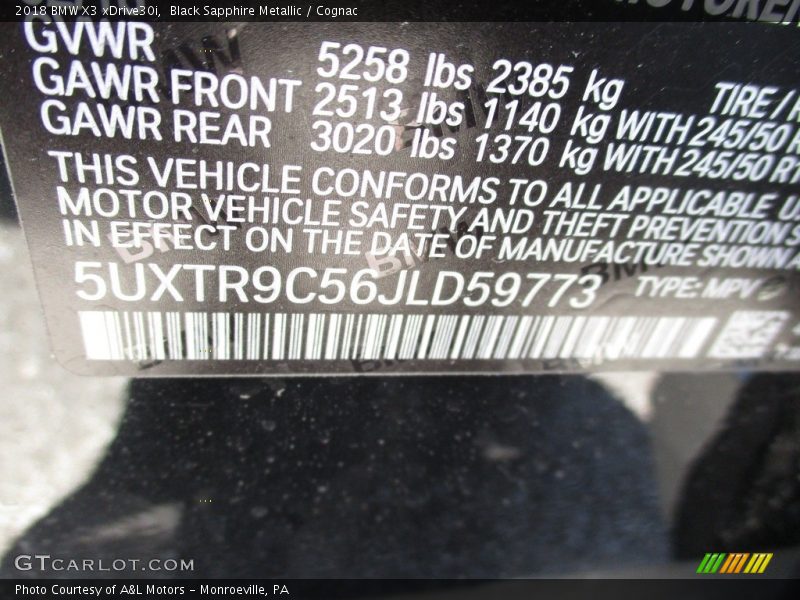 2018 BMW X3 xDrive30i, Black Sapphire Metallic / Cognac
GVWR 5258 lbs 2385 kg TIRE /
GAWR FRONT 2513 lbs 1140 kg WITH 245/50
GAWR REAR 3020 lbs 1370 kg WITH 245/50
THIS VEHICLE CONFORMS TO ALL APPLICABLE
MOTOR VEHICLE SAFETY AND THEFT PREVENTION
IN EFFECT ON THE DATE OF MANUFACTURE SHOWN
5UXTR9C56JLD59773 TYPE: MPV
GTCARLOT.COM
Photo Courtesy of A&L Motors – Monroeville, PA